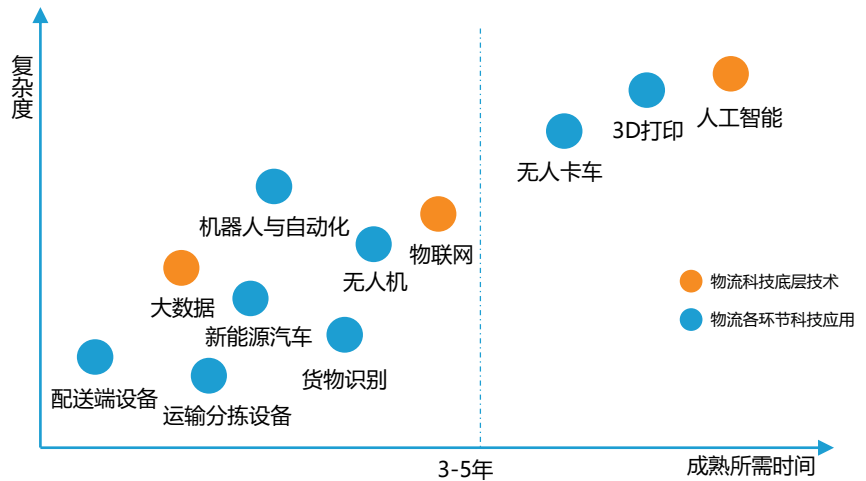 复杂度
人工智能
3D打印
无人卡车
机器人与自动化
物联网
无人机
大数据
新能源汽车
货物识别
配送端设备
运输分拣设备
物流科技底层技术
物流各环节科技应用
3-5年
成熟所需时间